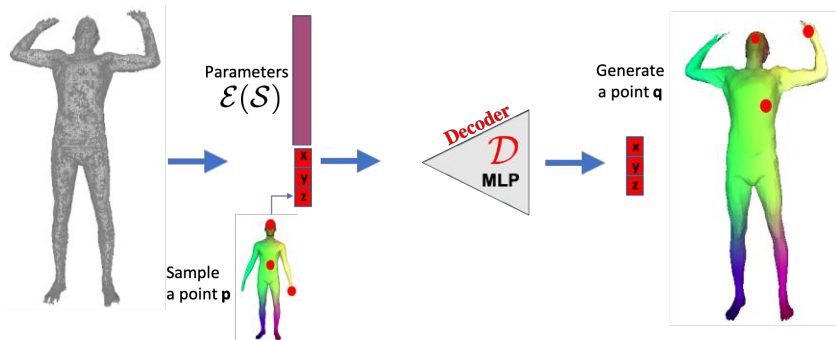 Parameters
ℰ(𝒮)
x
y
z
Sample
a point p
Decoder
𝒟
MLP
x
y
z
Generate
a point q